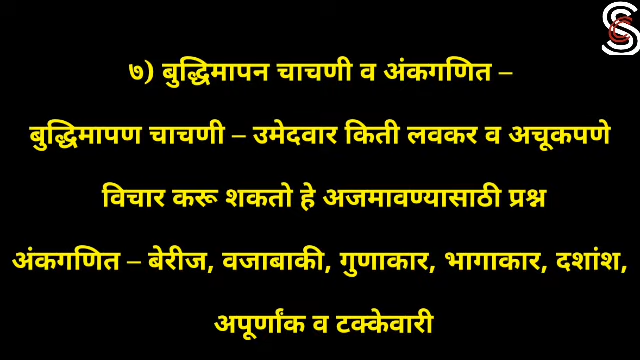 ७) बुद्धिमापन चाचणी व अंकगणित –
बुद्धिमापण चाचणी – उमेदवार किती लवकर व अचूकपणे
विचार करू शकतो हे अजमावण्यासाठी प्रश्न
अंकगणित – बेरीज, वजाबाकी, गुणाकार, भागाकार, दशांश,
अपूर्णांक व टक्केवारी